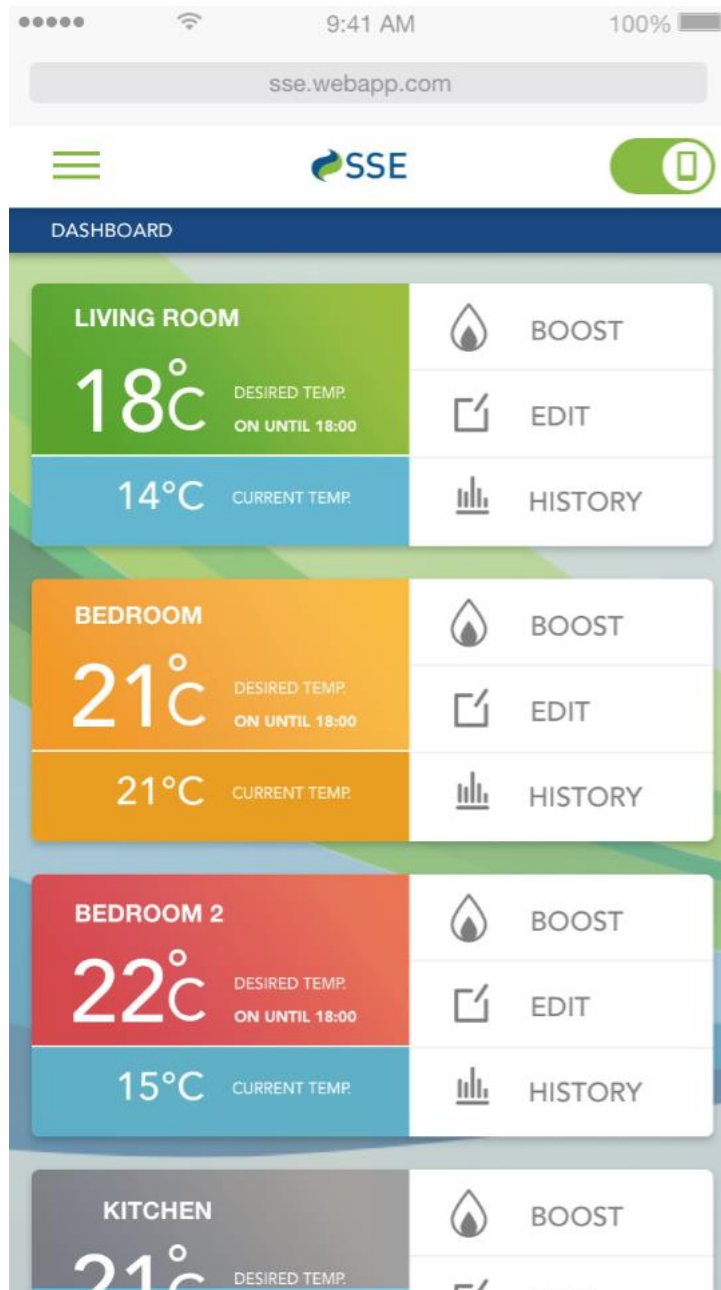 9:41 AM 100%
sse.webapp.com
SSE
DASHBOARD
LIVING ROOM
18°C DESIRED TEMP.
ON UNTIL 18:00
14°C CURRENT TEMP.
BOOST
EDIT
HISTORY
BEDROOM
21°C DESIRED TEMP.
ON UNTIL 18:00
21°C CURRENT TEMP.
BOOST
EDIT
HISTORY
BEDROOM 2
22°C DESIRED TEMP.
ON UNTIL 18:00
15°C CURRENT TEMP.
BOOST
EDIT
HISTORY
KITCHEN
21°C DESIRED TEMP.
BOOST